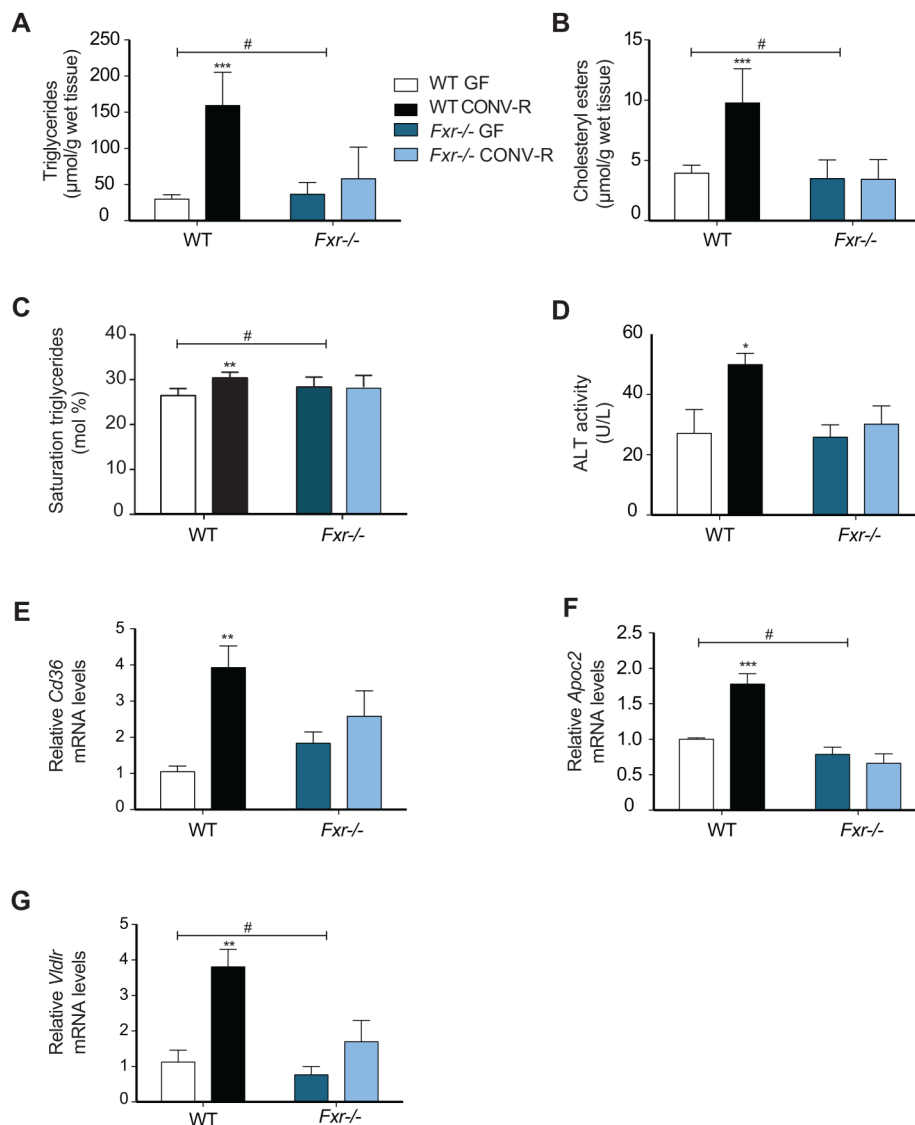 A
Triglycerides
(µmol/g wet tissue)
250
200
150
100
50
0
#
***
WT
Fxr-/-
WT GF
WT CONV-R
Fxr-/- GF
Fxr-/- CONV-R
B
Cholesteryl esters
(µmol/g wet tissue)
15
10
5
0
#
***
WT
Fxr-/-
C
Saturation triglycerides
(mol %)
40
30
20
10
0
#
**
WT
Fxr-/-
D
ALT activity
(U/L)
60
40
20
0
*
WT
Fxr-/-
E
Relative Cd36
mRNA levels
5
4
3
2
1
0
**
WT
Fxr-/-
F
Relative Apoc2
mRNA levels
2.5
2.0
1.5
1.0
0.5
0
#
***
WT
Fxr-/-
G
Relative Vldlr
mRNA levels
5
4
3
2
1
0
#
**
WT
Fxr-/-